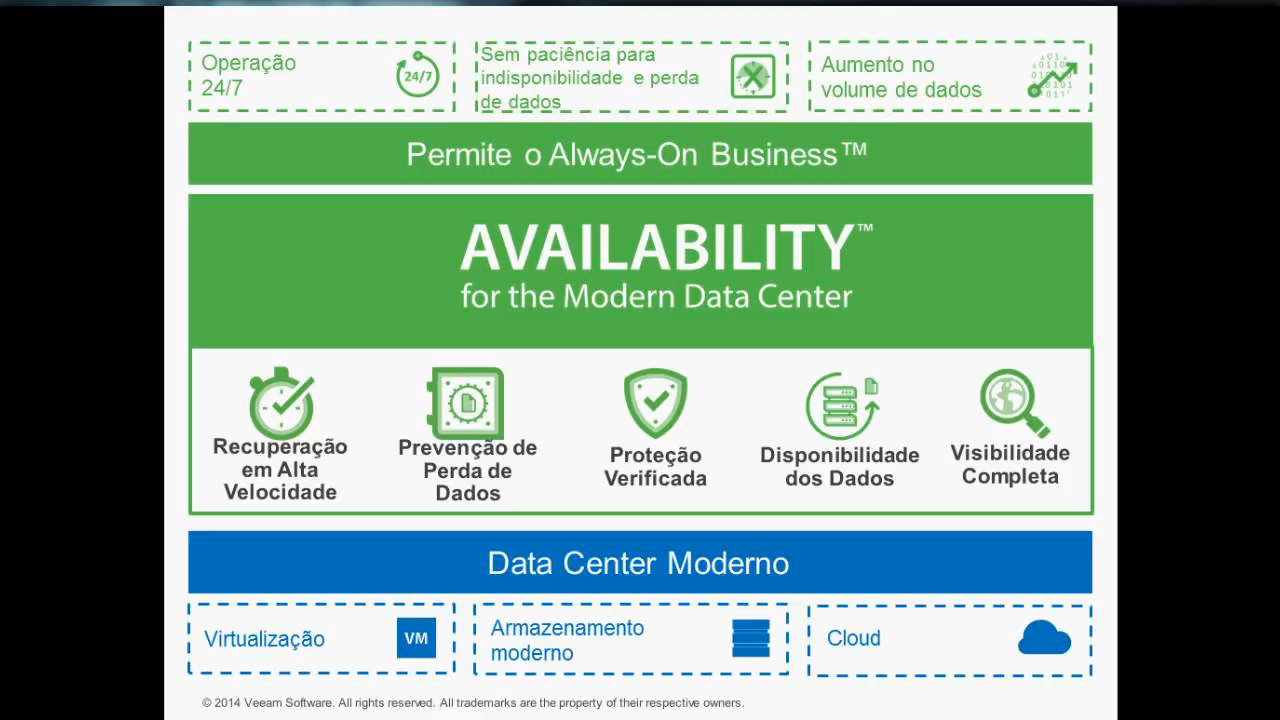 Operação
24/7
24/7
Sem paciência para
indisponibilidade e perda
de dados
Aumento no
volume de dados
Permite o Always-On Business™
AVAILABILITY™
for the Modern Data Center
Recuperação
em Alta
Velocidade
Prevenção de
Perda de
Dados
Proteção
Verificada
Disponibilidade
dos Dados
Visibilidade
Completa
Data Center Moderno
Virtualização
VM
Armazenamento
moderno
Cloud
© 2014 Veeam Software. All rights reserved. All trademarks are the property of their respective owners.